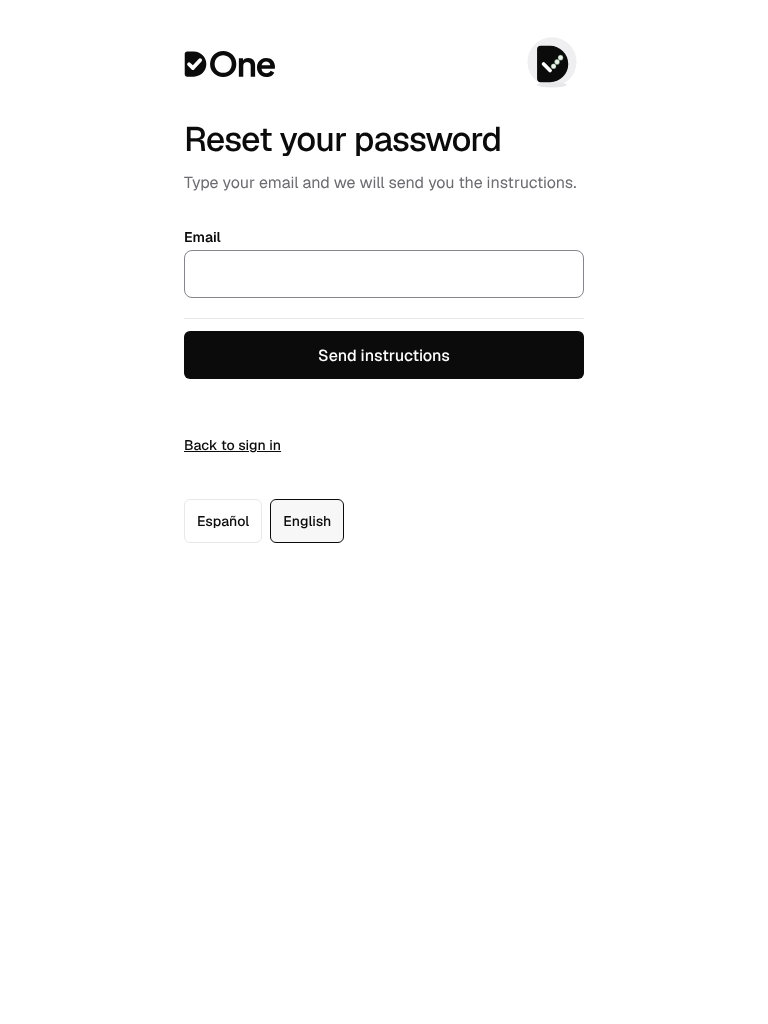 One
Reset your password
Type your email and we will send you the instructions.
Email
Send instructions
Back to sign in
Español
English